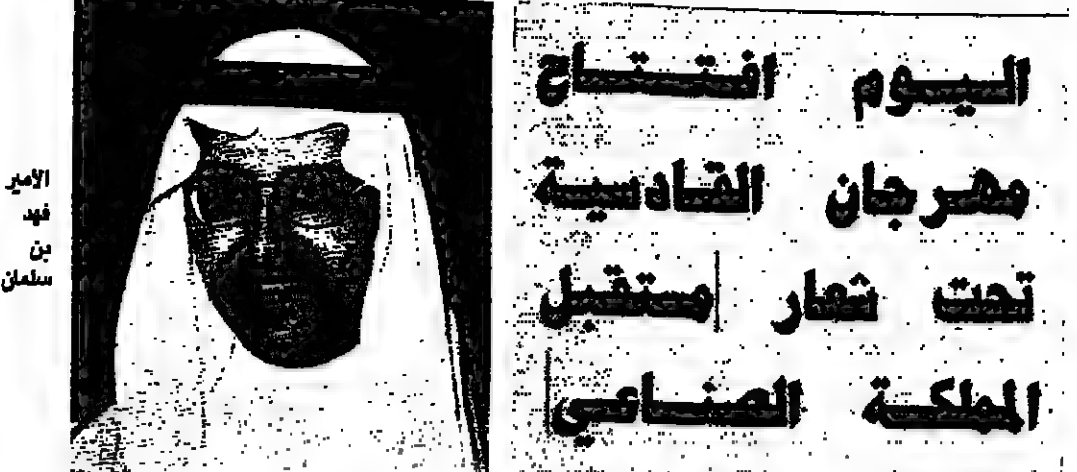 اليوم افتتاح
مهرجان القادسية
تحت شعار |مستقبل
المملكة الصناعي|
الأمير
فهد
بن
سلمان